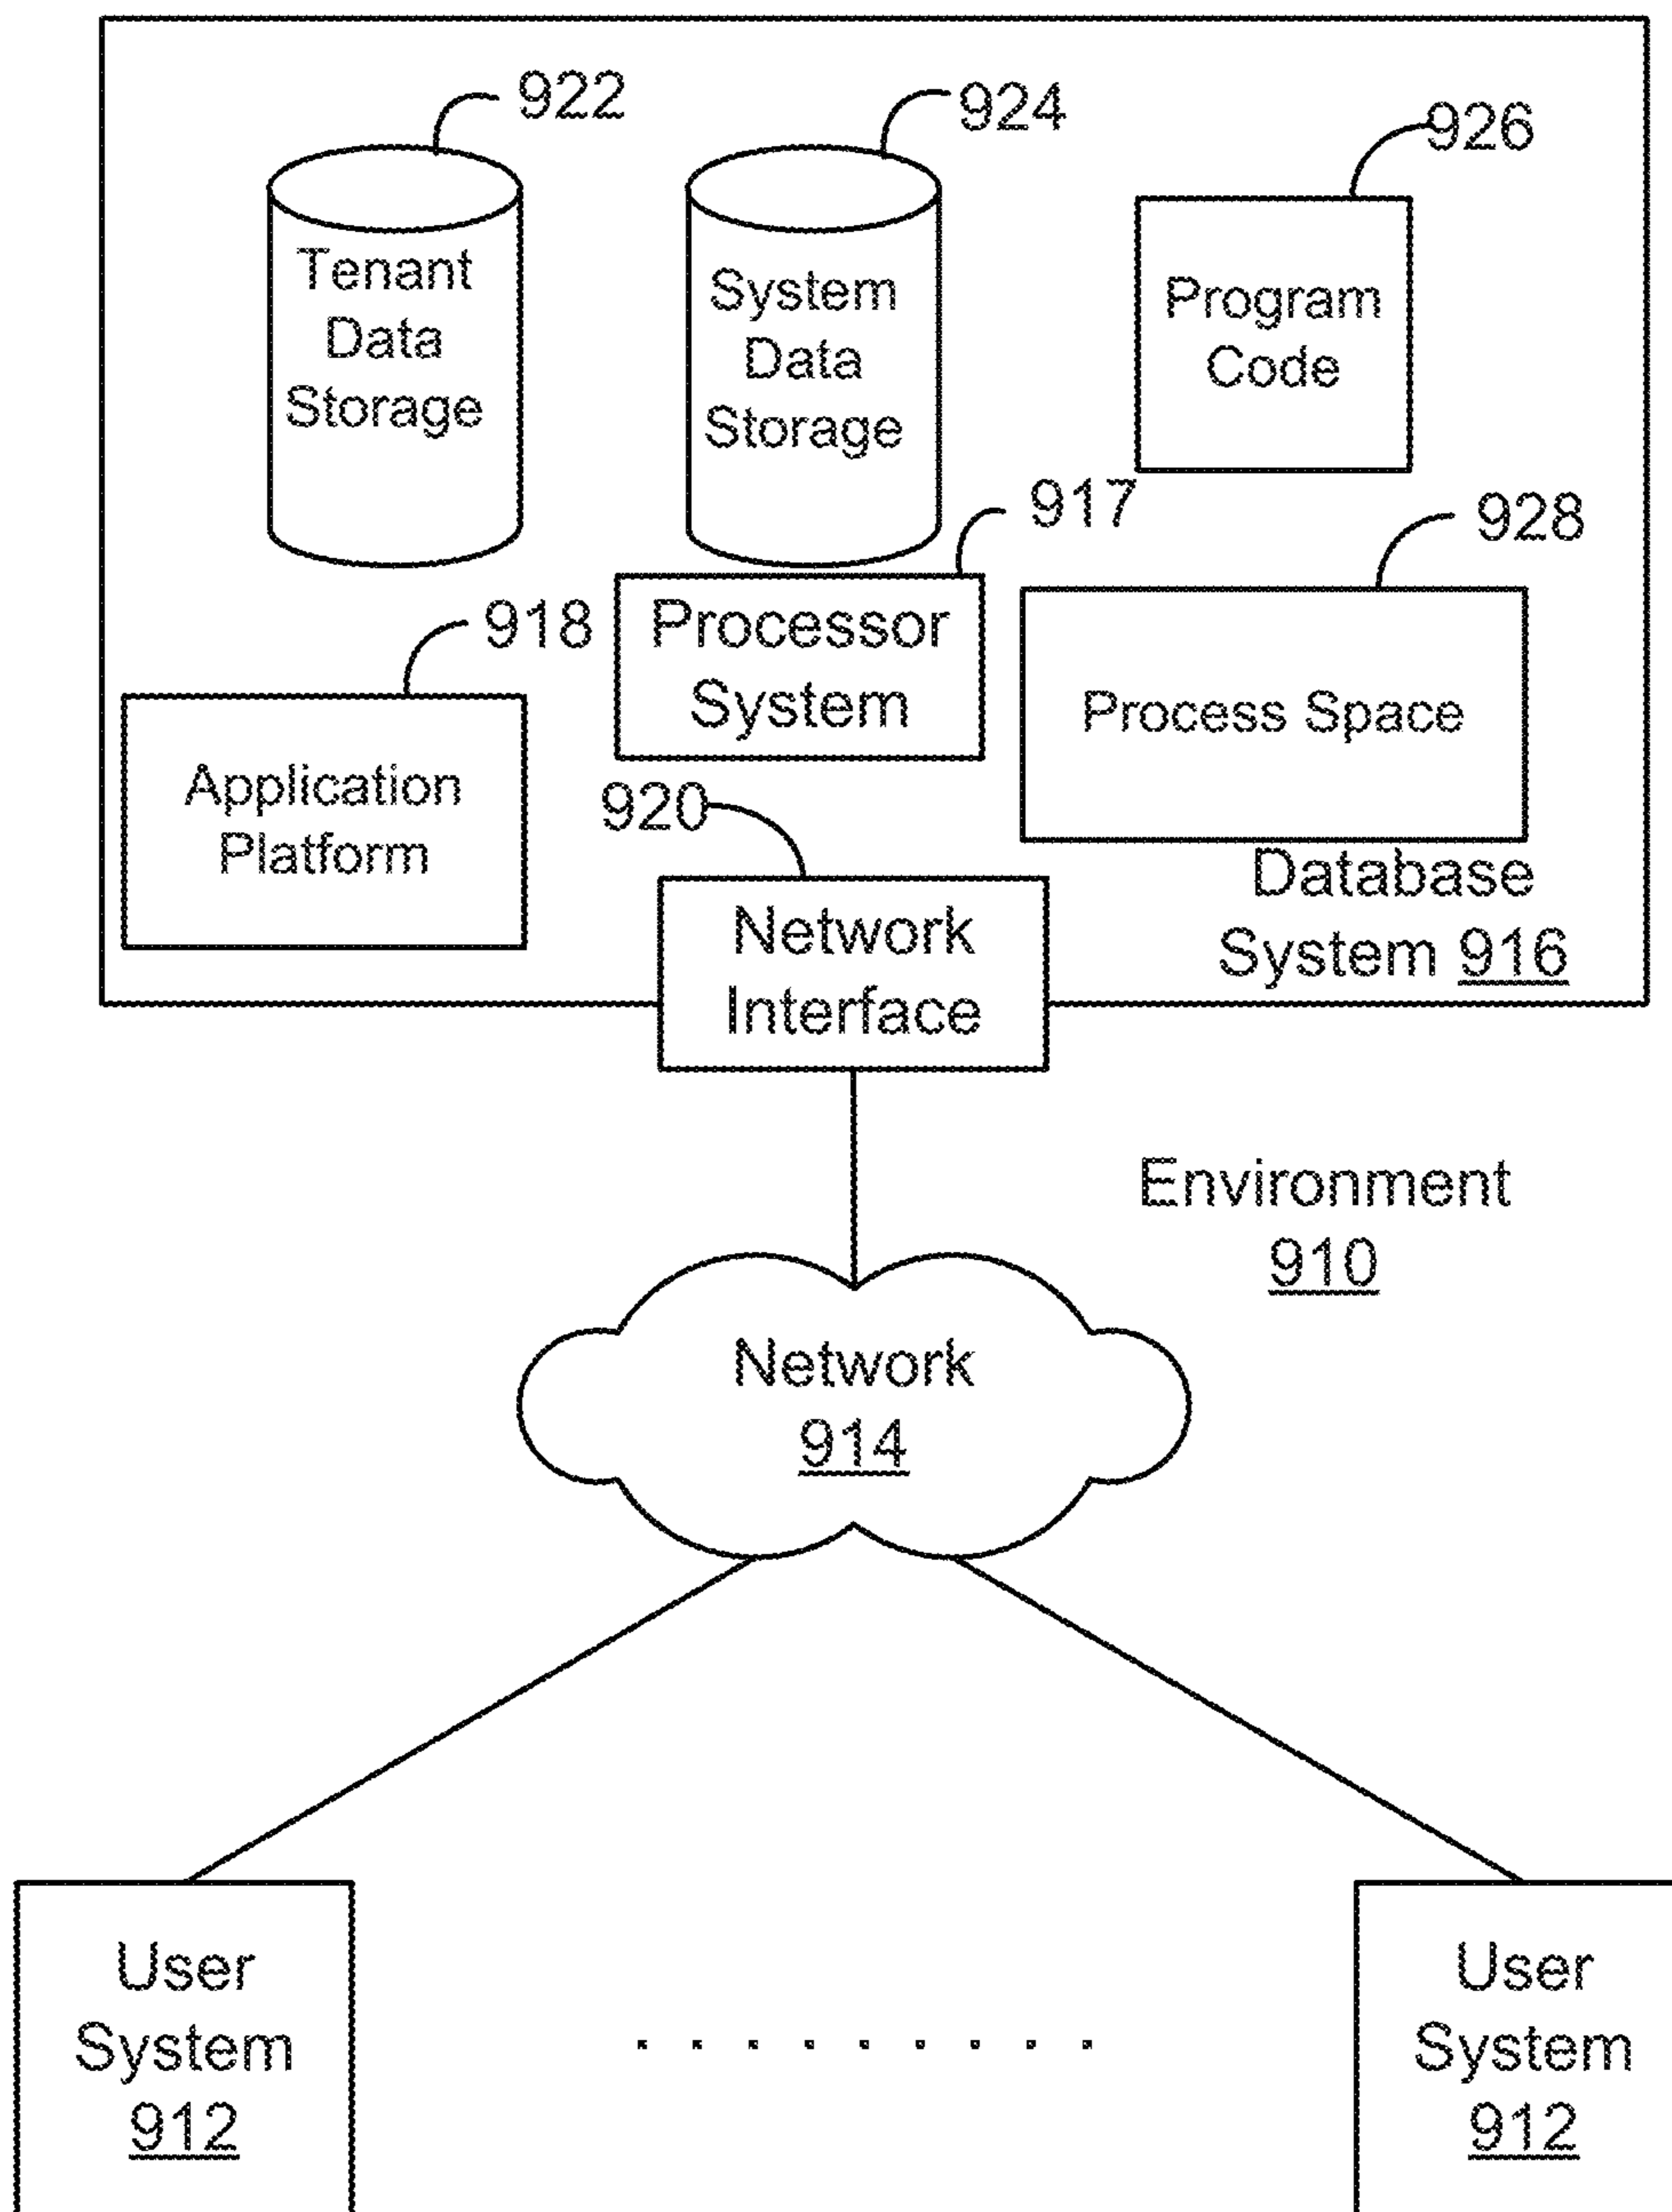 922
924
926
Tenant
Data
Storage
System
Data
Storage
Program
Code
917
928
918
Processor
System
Process Space
Application
Platform
920
Database
System 916
Network
Interface
Environment
910
Network
914
User
System
912
.........
User
System
912